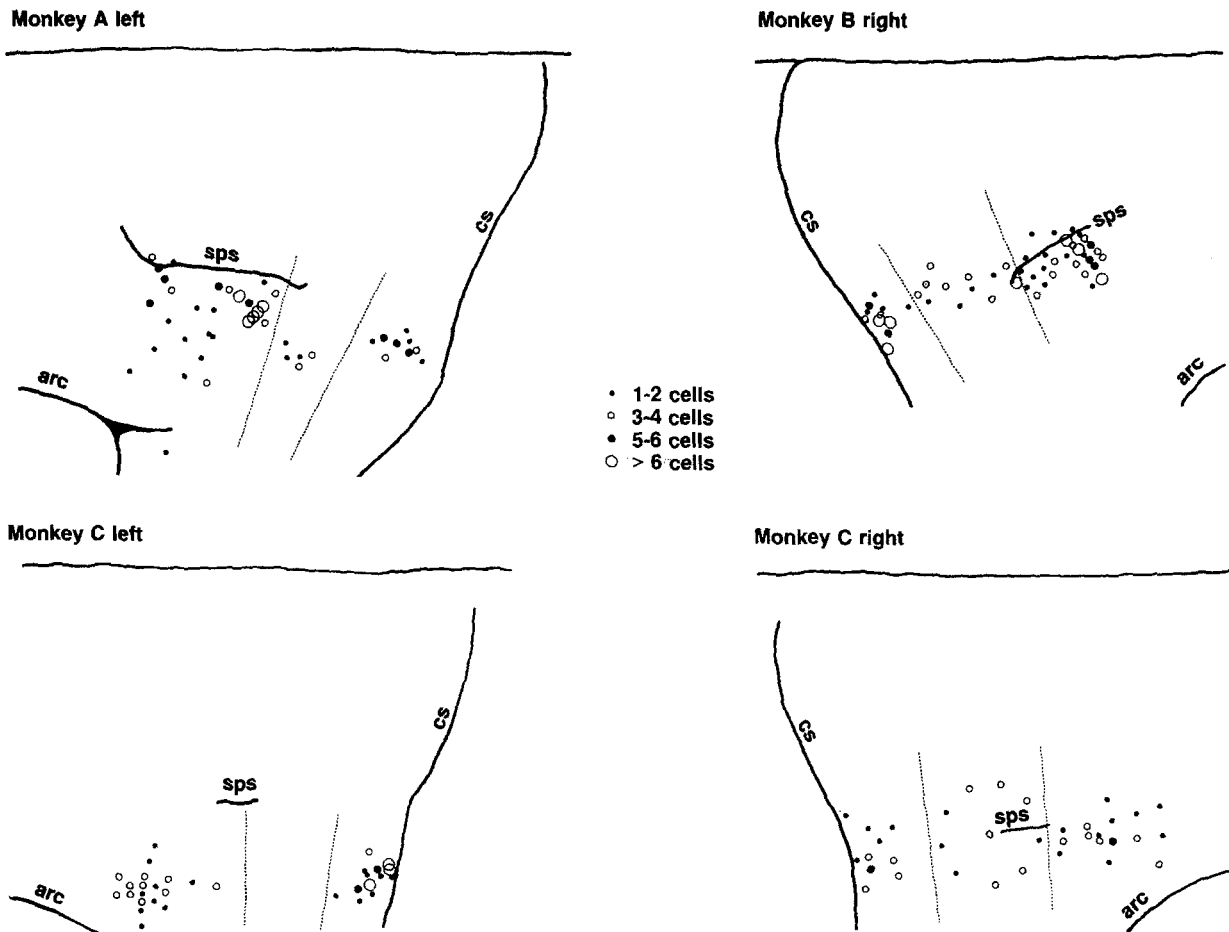 Monkey A left
Monkey B right
cs
sps
arc
cs
sps
arc
1-2 cells
3-4 cells
5-6 cells
> 6 cells
Monkey C left
Monkey C right
cs
sps
arc
cs
sps
arc